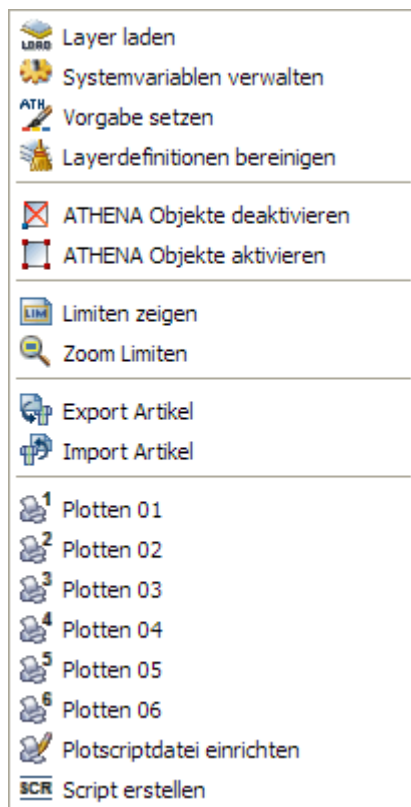 Layer laden
Systemvariablen verwalten
Vorgabe setzen
Layerdefinitionen bereinigen
ATHENA Objekte deaktivieren
ATHENA Objekte aktivieren
Limiten zeigen
Zoom Limiten
Export Artikel
Import Artikel
Plotten 01
Plotten 02
Plotten 03
Plotten 04
Plotten 05
Plotten 06
Plotscriptdatei einrichten
Script erstellen